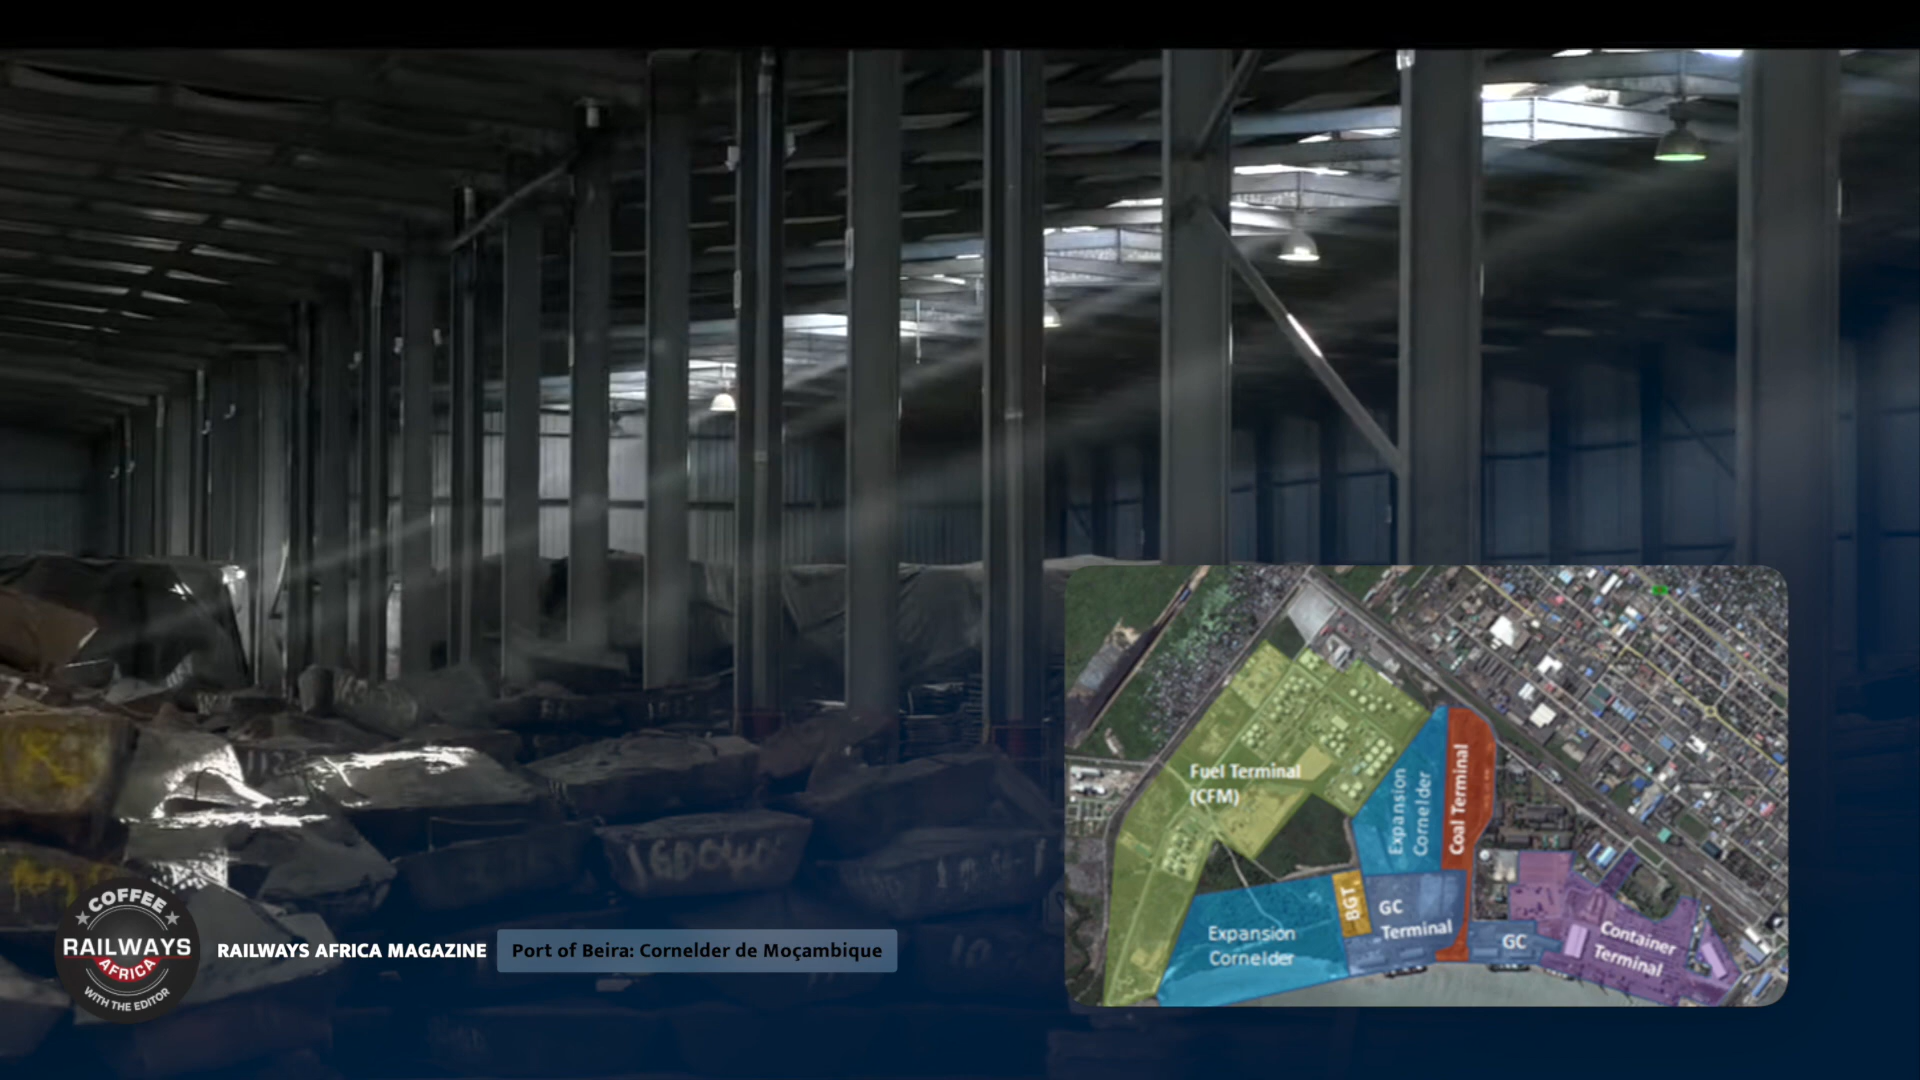 Fuel Terminal
(CFM)
Expansion
Cornelder
Coal Terminal
BGT
GC
Terminal
Expansion
Cornelder
GC
Container
Terminal
COFFEE
RAILWAYS
AFRICA
WITH THE EDITOR
RAILWAYS AFRICA MAGAZINE
Port of Beira: Cornelder de Moçambique